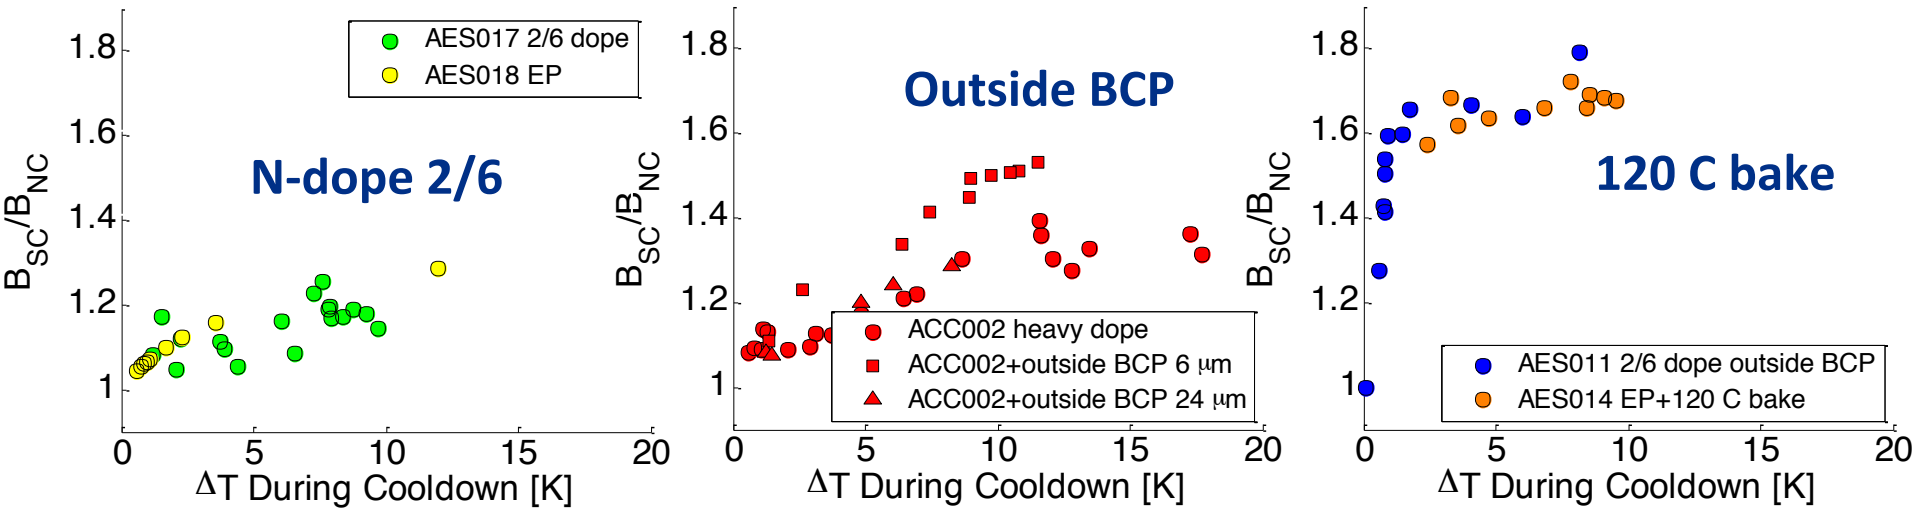 AES017 2/6 dope
AES018 EP
N-dope 2/6
B_SC/B_NC
1.8
1.6
1.4
1.2
1
0 5 10 15 20
ΔT During Cooldown [K]
Outside BCP
B_SC/B_NC
1.8
1.6
1.4
1.2
1
ACC002 heavy dope
ACC002+outside BCP 6 μm
ACC002+outside BCP 24 μm
0 5 10 15 20
ΔT During Cooldown [K]
120 C bake
B_SC/B_NC
1.8
1.6
1.4
1.2
1
AES011 2/6 dope outside BCP
AES014 EP+120 C bake
0 5 10 15 20
ΔT During Cooldown [K]